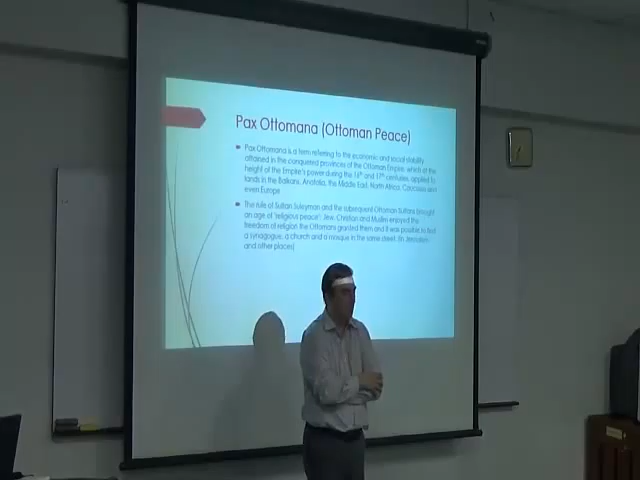 Pax Ottomana (Ottoman Peace)
Pax Ottomana is a term referring to the economic and social stability
attained in the conquered provinces of the Ottoman Empire, which at the
height of the Empire's power during the 16th and 17th centuries, applied to
lands in the Balkans, Anatolia, the Middle East, North Africa, Caucasus and
even Europe
The rule of Sultan Suleyman and the subsequent Ottoman Sultans brought
an age of 'religious peace': Jew, Christian and Muslim enjoyed the
freedom of religion the Ottomans granted them and it was possible to find
a synagogue, a church and a mosque in the same street. (in Jerusalem
and other places)